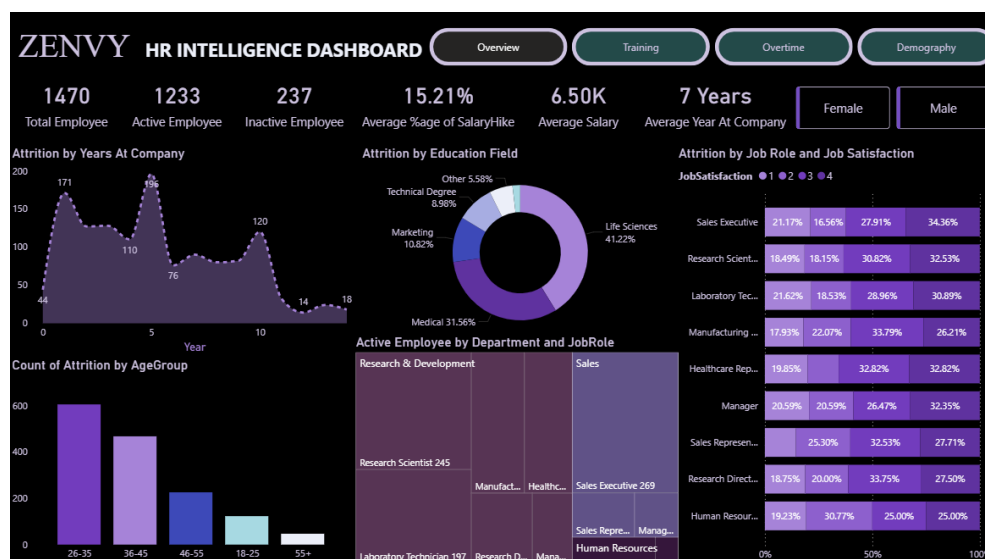 ZENVY HR INTELLIGENCE DASHBOARD Overview Training Overtime Demography
1470 1233 237 15.21% 6.50K 7 Years
Total Employee Active Employee Inactive Employee Average %age of SalaryHike Average Salary Average Year At Company Female Male
Attrition by Years At Company
200
150
100
50
0
44
171
110
196
76
120
14
18
0 5 10
Year
Attrition by Education Field
Other 5.58%
Technical Degree
8.98%
Marketing
10.82%
Life Sciences
41.22%
Medical 31.56%
Attrition by Job Role and Job Satisfaction
JobSatisfaction 1 2 3 4
Sales Executive 21.17% 16.56% 27.91% 34.36%
Research Scient... 18.49% 18.15% 30.82% 32.53%
Laboratory Tec... 21.62% 18.53% 28.96% 30.89%
Manufacturing ... 17.93% 22.07% 33.79% 26.21%
Healthcare Rep... 19.85% 32.82% 32.82%
Manager 20.59% 20.59% 26.47% 32.35%
Sales Represen... 25.30% 32.53% 27.71%
Research Direct... 18.75% 20.00% 33.75% 27.50%
Human Resour... 19.23% 30.77% 25.00% 25.00%
0% 50% 100%
Count of Attrition by AgeGroup
600
400
200
0
26-35 36-45 46-55 18-25 55+
Active Employee by Department and JobRole
Research & Development
Research Scientist 245
Laboratory Technician 197
Manufact... Healthc...
Research D... Mana...
Sales
Sales Executive 269
Sales Repre... Manag...
Human Resources